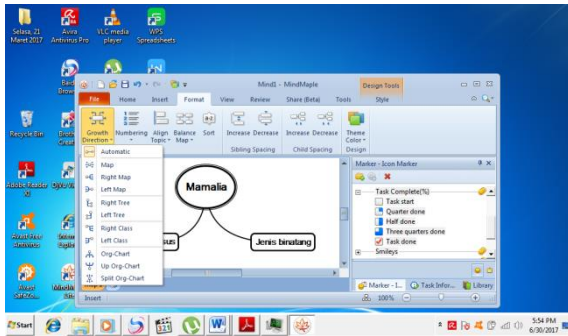 Selasa, 21
Maret 2017
Avira
Antivirus Pro
VLC media
player
WPS
Spreadsheets
Mind1 - MindMaple
Design Tools
File Home Insert Format View Review Share (Beta) Tools Style
Growth
Direction
Numbering
Align
Topic
Balance
Map
Sort
Increase Decrease
Increase Decrease
Theme
Color
Sibling Spacing
Child Spacing
Design
Automatic
Map
Right Map
Left Map
Right Tree
Left Tree
Right Class
Left Class
Org-Chart
Up Org-Chart
Split Org-Chart
Mamalia
Jenis binatang
Marker - Icon Marker
Task Complete(%)
Task start
Quarter done
Half done
Three quarters done
Task done
Smileys
Marker - I...
Task Infor...
Library
Insert
100%
Recycle Bin
Adobe Reader
Start
5:54 PM
6/30/2017